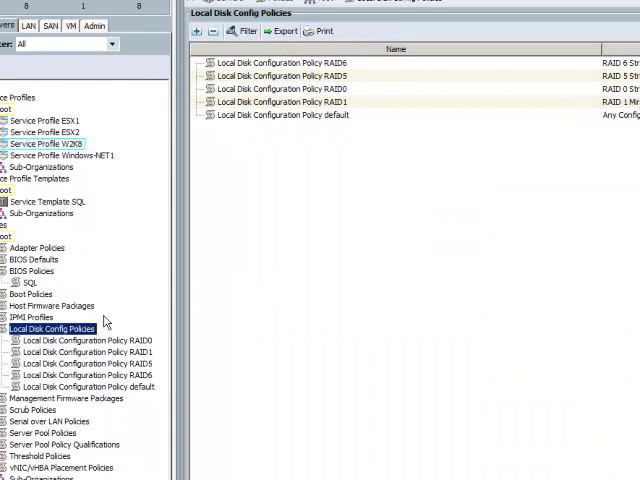 8 1 8
LAN SAN VM Admin
All
Profiles
Service Profile ESX1
Service Profile ESX2
Service Profile W2K8
Service Profile Windows-NET1
Sub-Organizations
Profile Templates
Service Template SQL
Sub-Organizations
Adapter Policies
BIOS Defaults
BIOS Policies
SQL
Boot Policies
Host Firmware Packages
IPMI Profiles
Local Disk Config Policies
Local Disk Configuration Policy RAID0
Local Disk Configuration Policy RAID1
Local Disk Configuration Policy RAID5
Local Disk Configuration Policy RAID6
Local Disk Configuration Policy default
Management Firmware Packages
Scrub Policies
Serial over LAN Policies
Server Pool Policies
Server Pool Policy Qualifications
Threshold Policies
vNIC/vHBA Placement Policies
Local Disk Config Policies
Filter Export Print
Name
Local Disk Configuration Policy RAID6 RAID 6 Str
Local Disk Configuration Policy RAID5 RAID 5 Str
Local Disk Configuration Policy RAID0 RAID 0 Str
Local Disk Configuration Policy RAID1 RAID 1 Mir
Local Disk Configuration Policy default Any Config